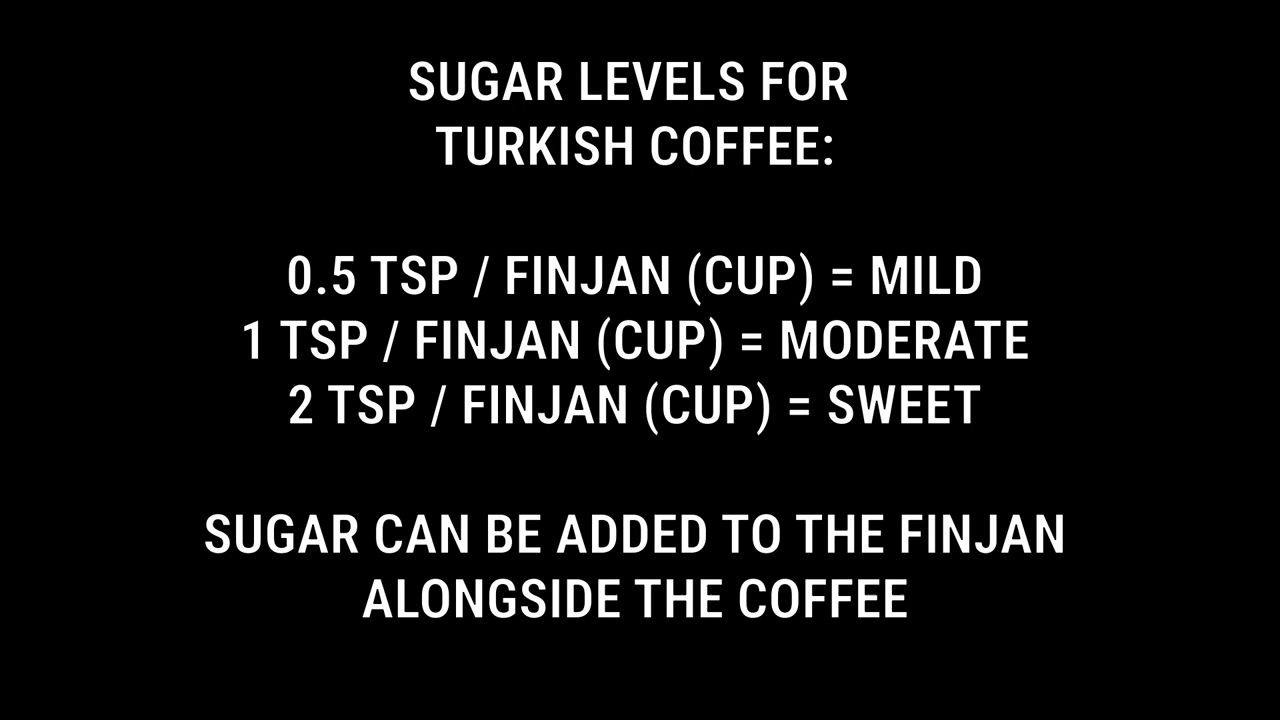 SUGAR LEVELS FOR
TURKISH COFFEE:
0.5 TSP / FINJAN (CUP) = MILD
1 TSP / FINJAN (CUP) = MODERATE
2 TSP / FINJAN (CUP) = SWEET
SUGAR CAN BE ADDED TO THE FINJAN
ALONGSIDE THE COFFEE